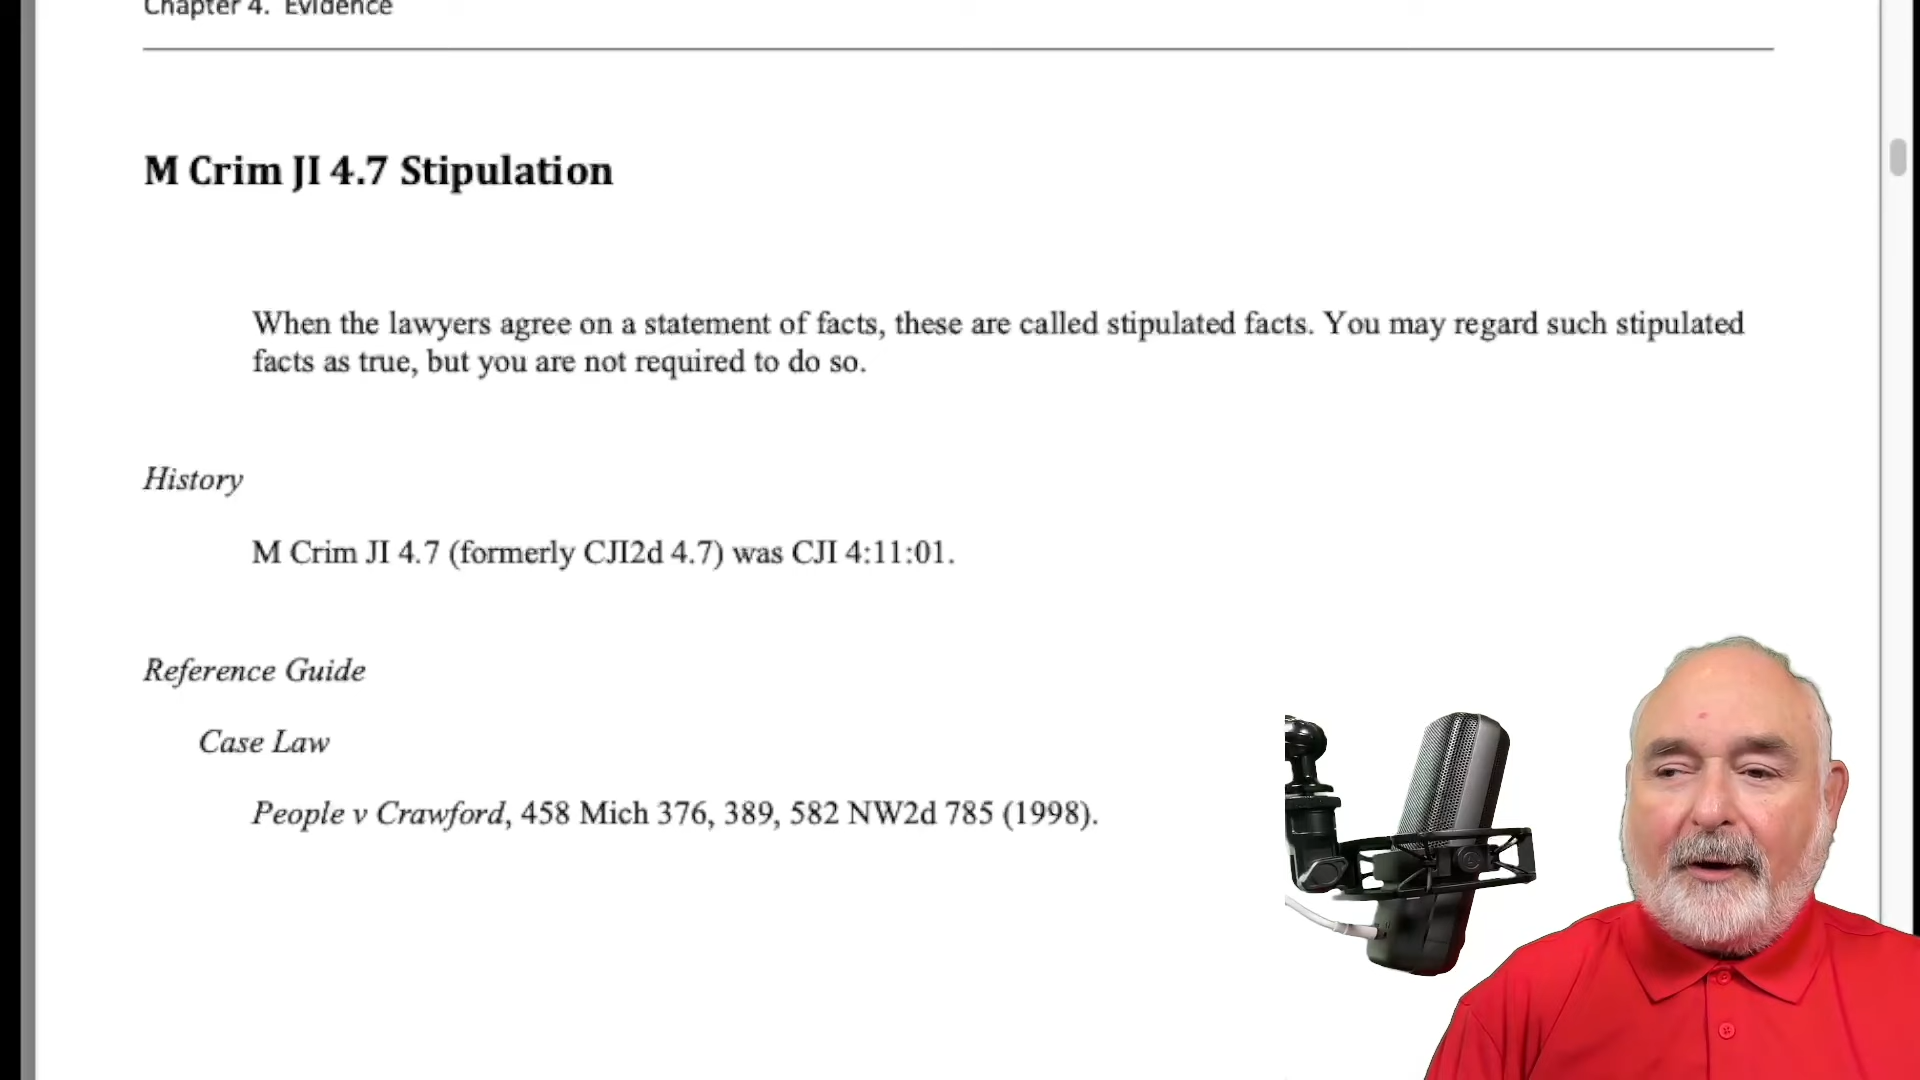 Chapter 4. Evidence
M Crim JI 4.7 Stipulation
When the lawyers agree on a statement of facts, these are called stipulated facts. You may regard such stipulated
facts as true, but you are not required to do so.
History
M Crim JI 4.7 (formerly CJI2d 4.7) was CJI 4:11:01.
Reference Guide
Case Law
People v Crawford, 458 Mich 376, 389, 582 NW2d 785 (1998).